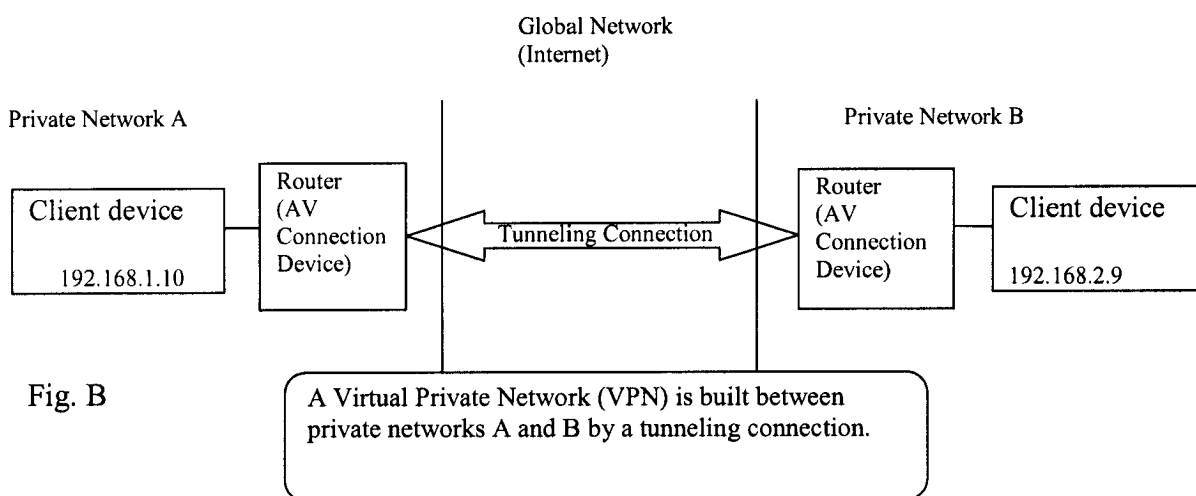 Global Network
(Internet)
Private Network A
Private Network B
Client device
192.168.1.10
Router
(AV
Connection
Device)
Tunneling Connection
Router
(AV
Connection
Device)
Client device
192.168.2.9
Fig. B
A Virtual Private Network (VPN) is built between
private networks A and B by a tunneling connection.